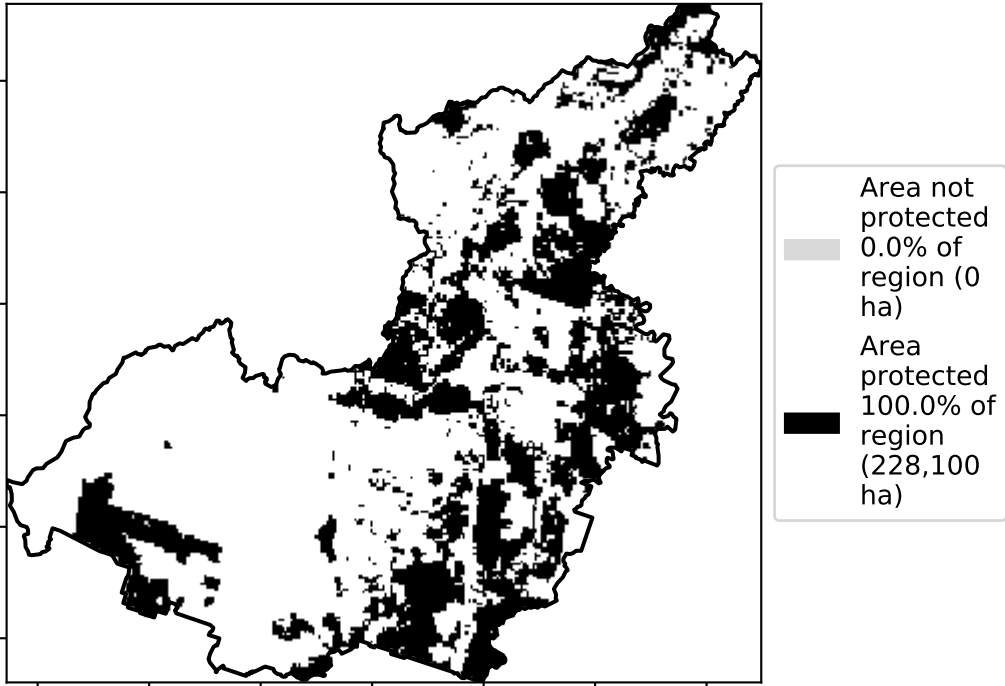 Area not
protected
0.0% of
region (0
ha)
Area
protected
100.0% of
region
(228,100
ha)